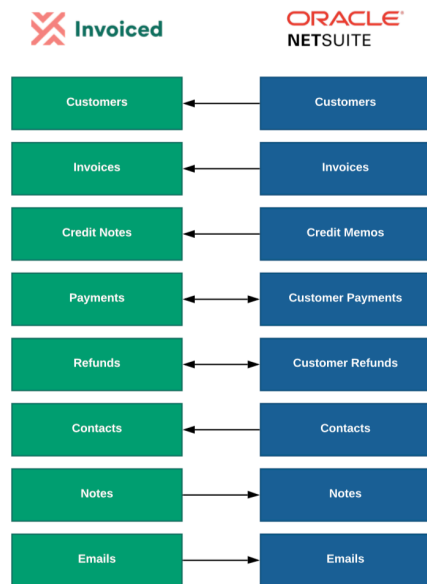 Invoiced
ORACLE
NETSUITE
Customers
Customers
Invoices
Invoices
Credit Notes
Credit Memos
Payments
Customer Payments
Refunds
Customer Refunds
Contacts
Contacts
Notes
Notes
Emails
Emails